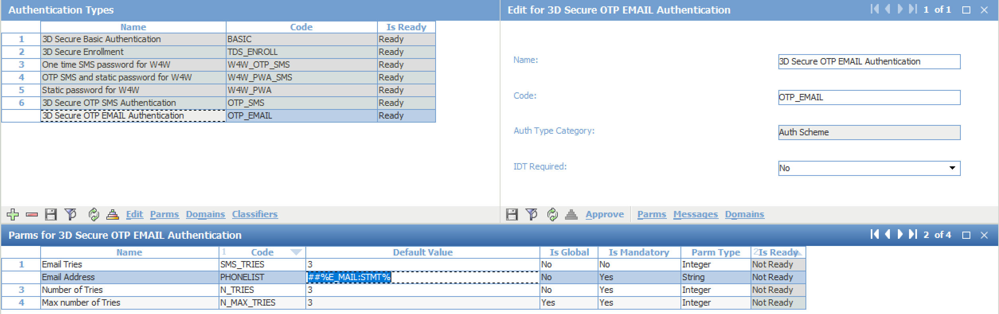 Authentication Types
Name Code Is Ready
1 3D Secure Basic Authentication BASIC Ready
2 3D Secure Enrollment TDS_ENROLL Ready
3 One time SMS password for W4W W4W_OTP_SMS Ready
4 OTP SMS and static password for W4W W4W_PWA_SMS Ready
5 Static password for W4W W4W_PWA Ready
6 3D Secure OTP SMS Authentication OTP_SMS Ready
3D Secure OTP EMAIL Authentication OTP_EMAIL Ready
Edit Parms Domains Classifiers
Edit for 3D Secure OTP EMAIL Authentication 1 of 1
Name: 3D Secure OTP EMAIL Authentication
Code: OTP_EMAIL
Auth Type Category: Auth Scheme
IDT Required: No
Approve Parms Messages Domains
Parms for 3D Secure OTP EMAIL Authentication 2 of 4
Name 1 Code Default Value Is Global Is Mandatory Parm Type 2 Is Ready
1 Email Tries SMS_TRIES 3 No No Integer Not Ready
Email Address PHONELIST ##%E_MAIL:STMT% No Yes String Not Ready
3 Number of Tries N_TRIES 3 No Yes Integer Not Ready
4 Max number of Tries N_MAX_TRIES 3 Yes Yes Integer Not Ready